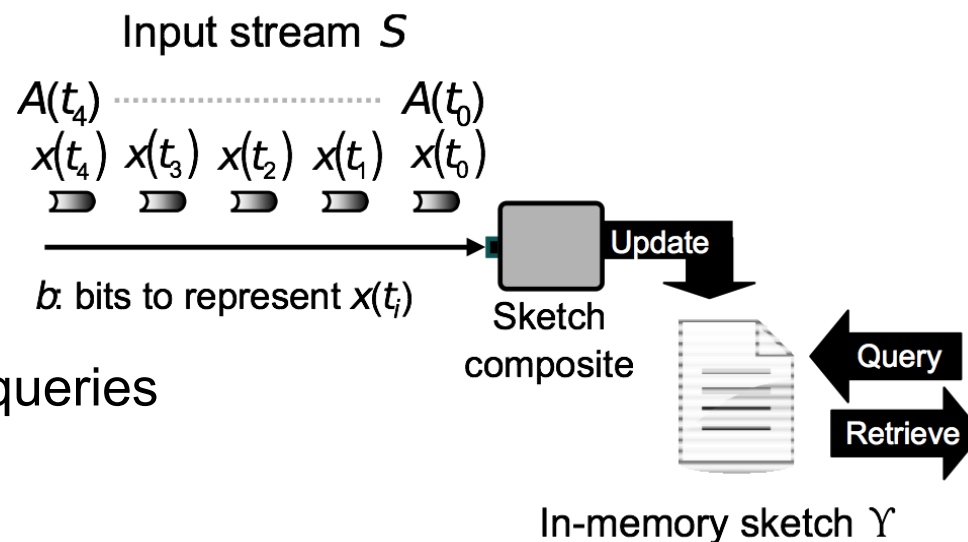 Input stream S
A(t₄) A(t₀)
x(t₄) x(t₃) x(t₂) x(t₁) x(t₀)
Update
b: bits to represent x(tᵢ)
Sketch
composite
Query
queries
Retrieve
In-memory sketch ϒ